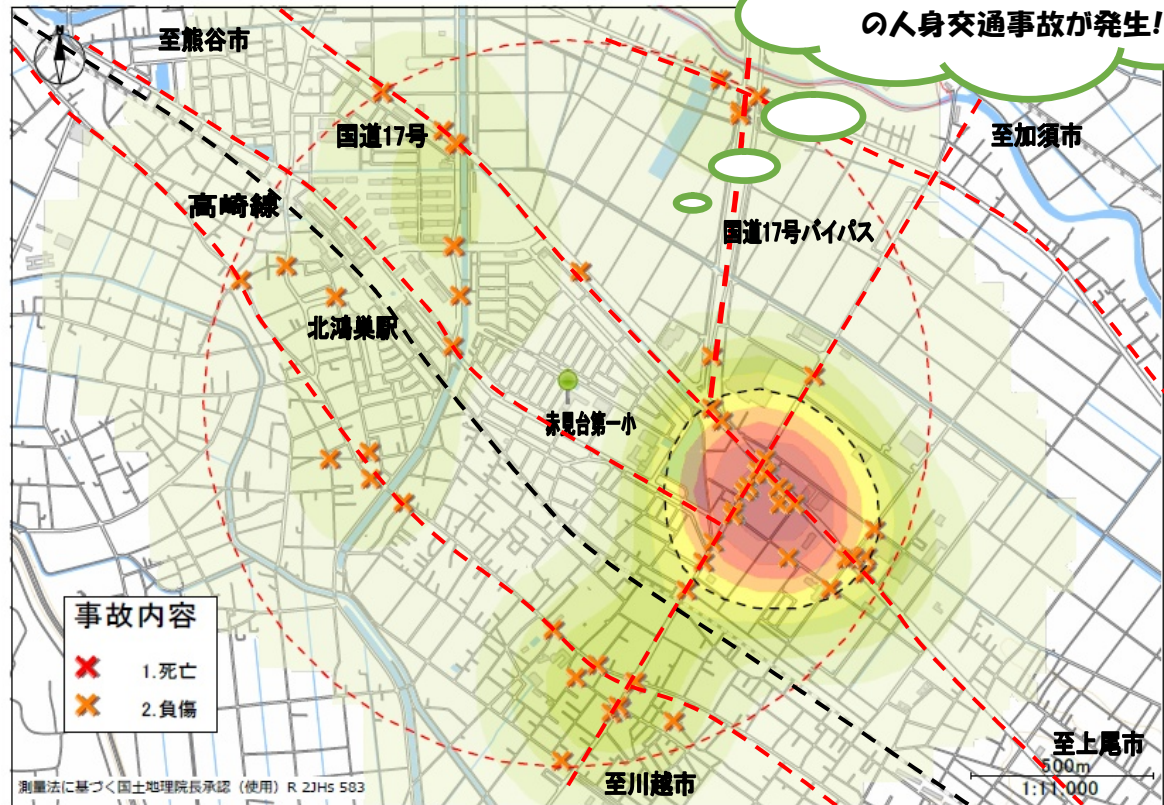 の人身交通事故が発生!
N
至熊谷市
国道17号
至加須市
高崎線
国道17号バイパス
北鴻巣駅
赤見台第一小
事故内容
1.死亡
2.負傷
至上尾市
500m
1:11,000
至川越市
測量法に基づく国土地理院長承認（使用）R 2JHs 583